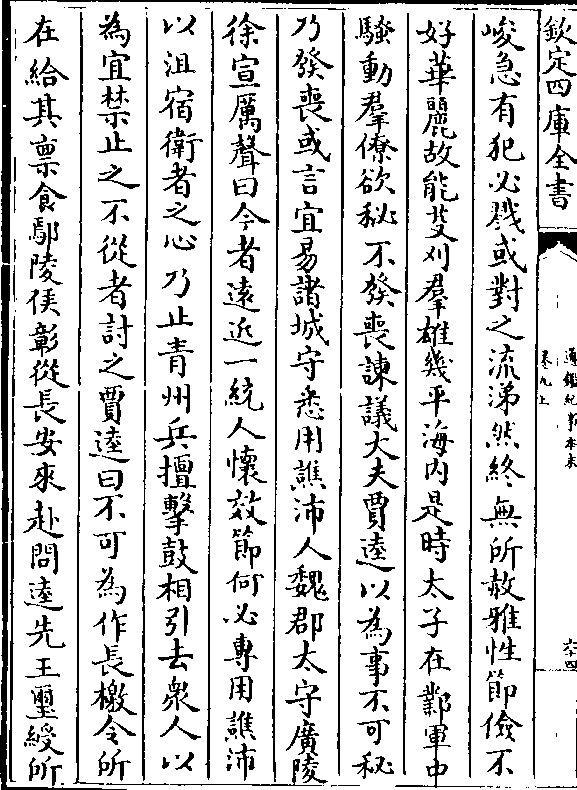 欽定四庫全書
通鑑紀事本末
卷九上
六十四
峻急有犯必戮或對之流涕然終無所赦雅性節儉不
好華麗故能芟刈羣雄幾平海內是時太子在鄴軍中
騷動羣僚欲秘不發喪諫議大夫賈逵以為事不可秘
乃發喪或言宜易諸城守悉用譙沛人魏郡太守廣陵
徐宣厲聲曰今者遠近一統人懷效節何必專用譙沛
以沮宿衛者之心乃止青州兵擅擊鼓相引去衆人以
為宜禁止之不從者討之賈逵曰不可為作長檄令所
在給其稟食鄢陵侯彰從長安來赴問逵先王璽綬所